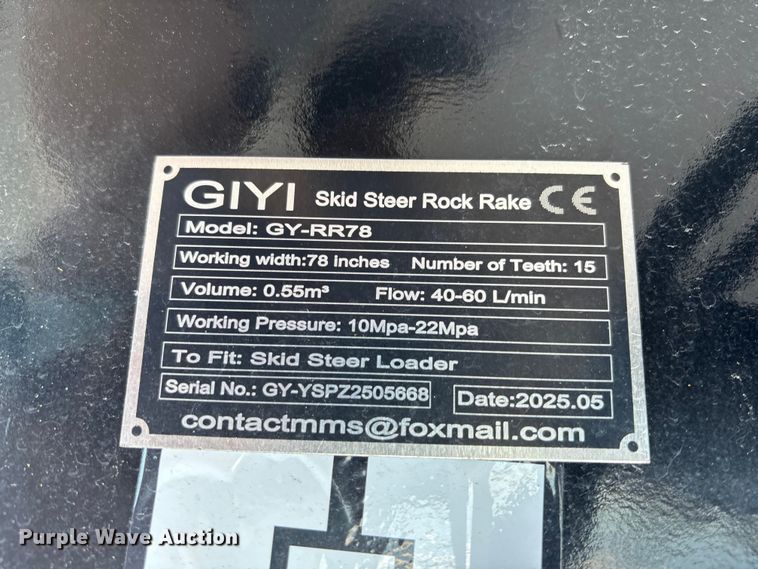 GIYI Skid Steer Rock Rake CE
Model: GY-RR78
Working width:78 inches Number of Teeth: 15
Volume: 0.55m³ Flow: 40-60 L/min
Working Pressure: 10Mpa-22Mpa
To Fit: Skid Steer Loader
Serial No.: GY-YSPZ2505668 Date:2025.05
contactmms@foxmail.com
Purple Wave Auction